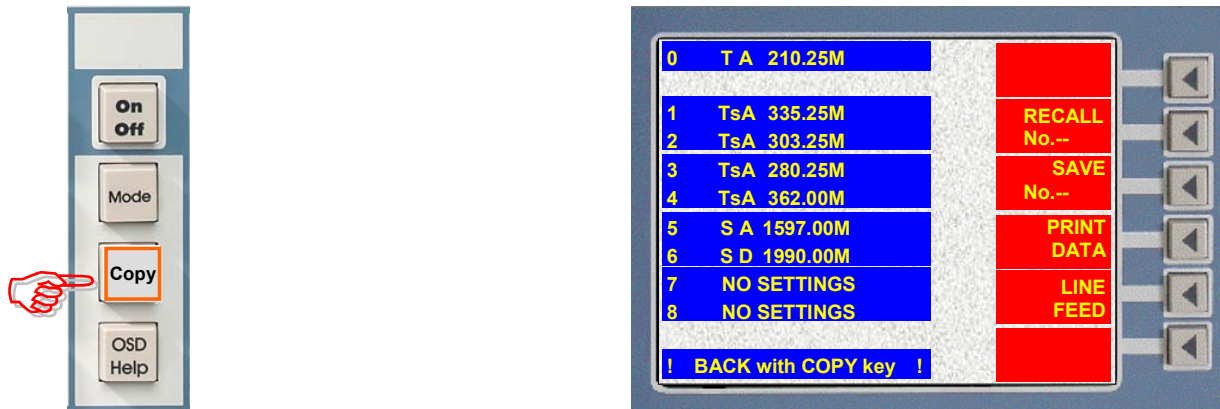 On
Off
Mode
Copy
OSD
Help
0 T A 210.25M
1 TsA 335.25M
2 TsA 303.25M
3 TsA 280.25M
4 TsA 362.00M
5 S A 1597.00M
6 S D 1990.00M
7 NO SETTINGS
8 NO SETTINGS
! BACK with COPY key !
RECALL
No.--
SAVE
No.--
PRINT
DATA
LINE
FEED